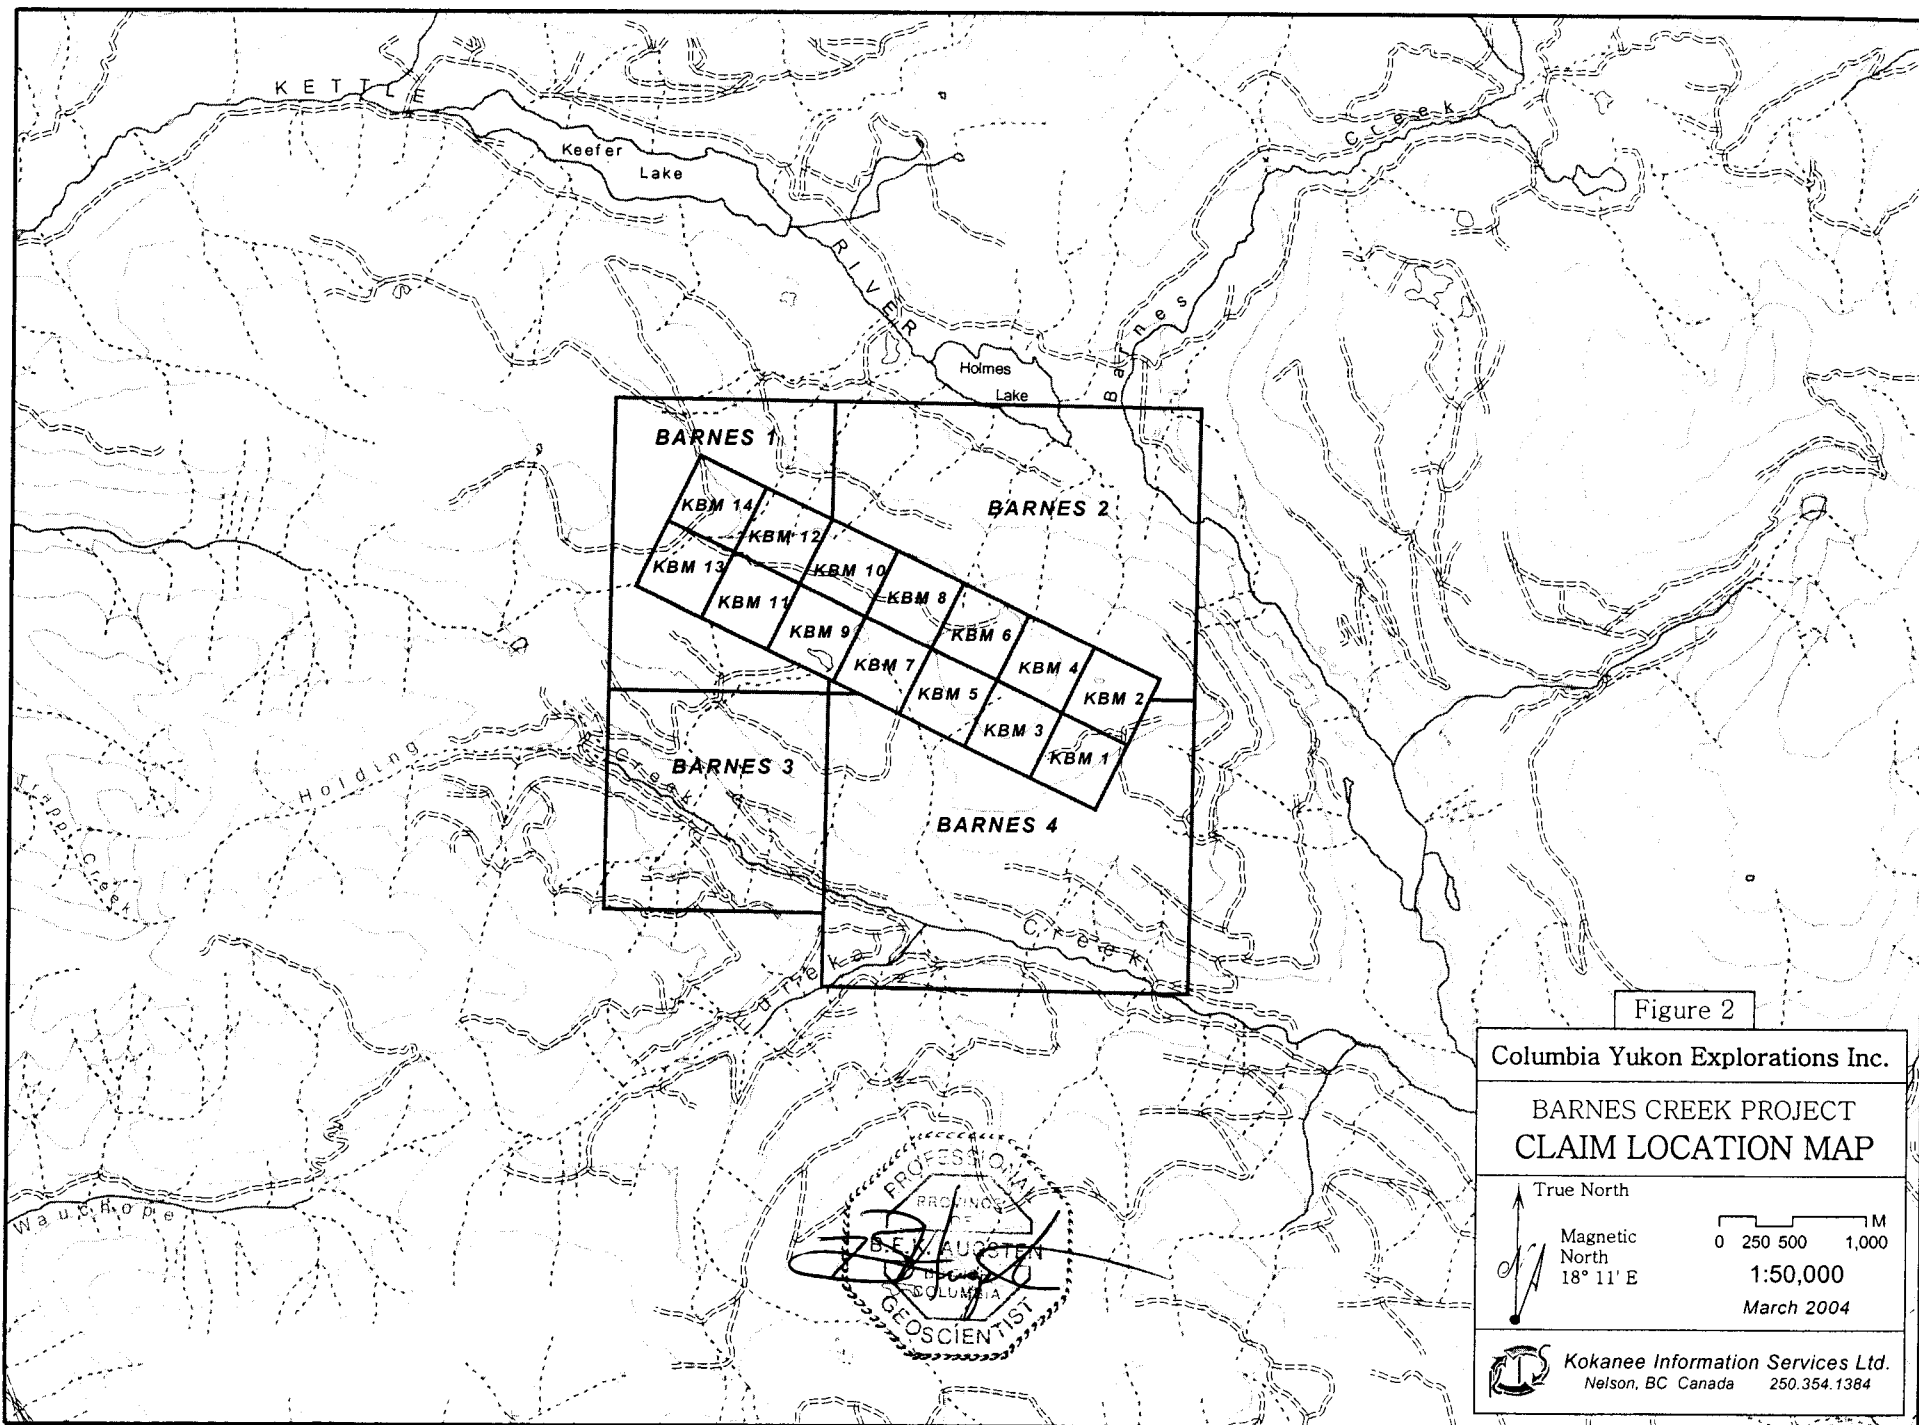 KETTLE
Keefer
Lake
RIVER
Creek
Barnes
Holmes
Lake
BARNES 1
BARNES 2
KBM 14
KBM 12
KBM 13
KBM 10
KBM 11
KBM 8
KBM 9
KBM 6
KBM 7
KBM 4
KBM 5
KBM 2
KBM 3
KBM 1
Holding
Creek
BARNES 3
BARNES 4
Creek
Creek
Eureka
Wauchope
Figure 2
Columbia Yukon Explorations Inc.
BARNES CREEK PROJECT
CLAIM LOCATION MAP
True North
Magnetic
North
18° 11' E
M
0 250 500 1,000
1:50,000
March 2004
Kokanee Information Services Ltd.
Nelson, BC Canada 250.354.1384
PROFESSIONAL
PROVINCE
OF
B.E.K. AUGSTEN
COLUMBIA
GEOSCIENTIST